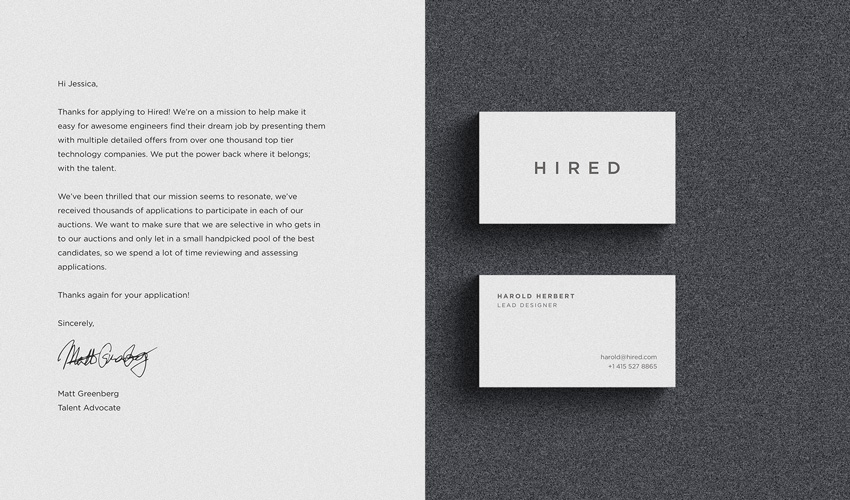 Hi Jessica,
Thanks for applying to Hired! We're on a mission to help make it
easy for awesome engineers find their dream job by presenting them
with multiple detailed offers from over one thousand top tier
technology companies. We put the power back where it belongs;
with the talent.
We've been thrilled that our mission seems to resonate, we've
received thousands of applications to participate in each of our
auctions. We want to make sure that we are selective in who gets in
to our auctions and only let in a small handpicked pool of the best
candidates, so we spend a lot of time reviewing and assessing
applications.
Thanks again for your application!
Sincerely,
Matt Greenberg
Matt Greenberg
Talent Advocate
HIRED
HAROLD HERBERT
LEAD DESIGNER
harold@hired.com
+1 415 527 8865